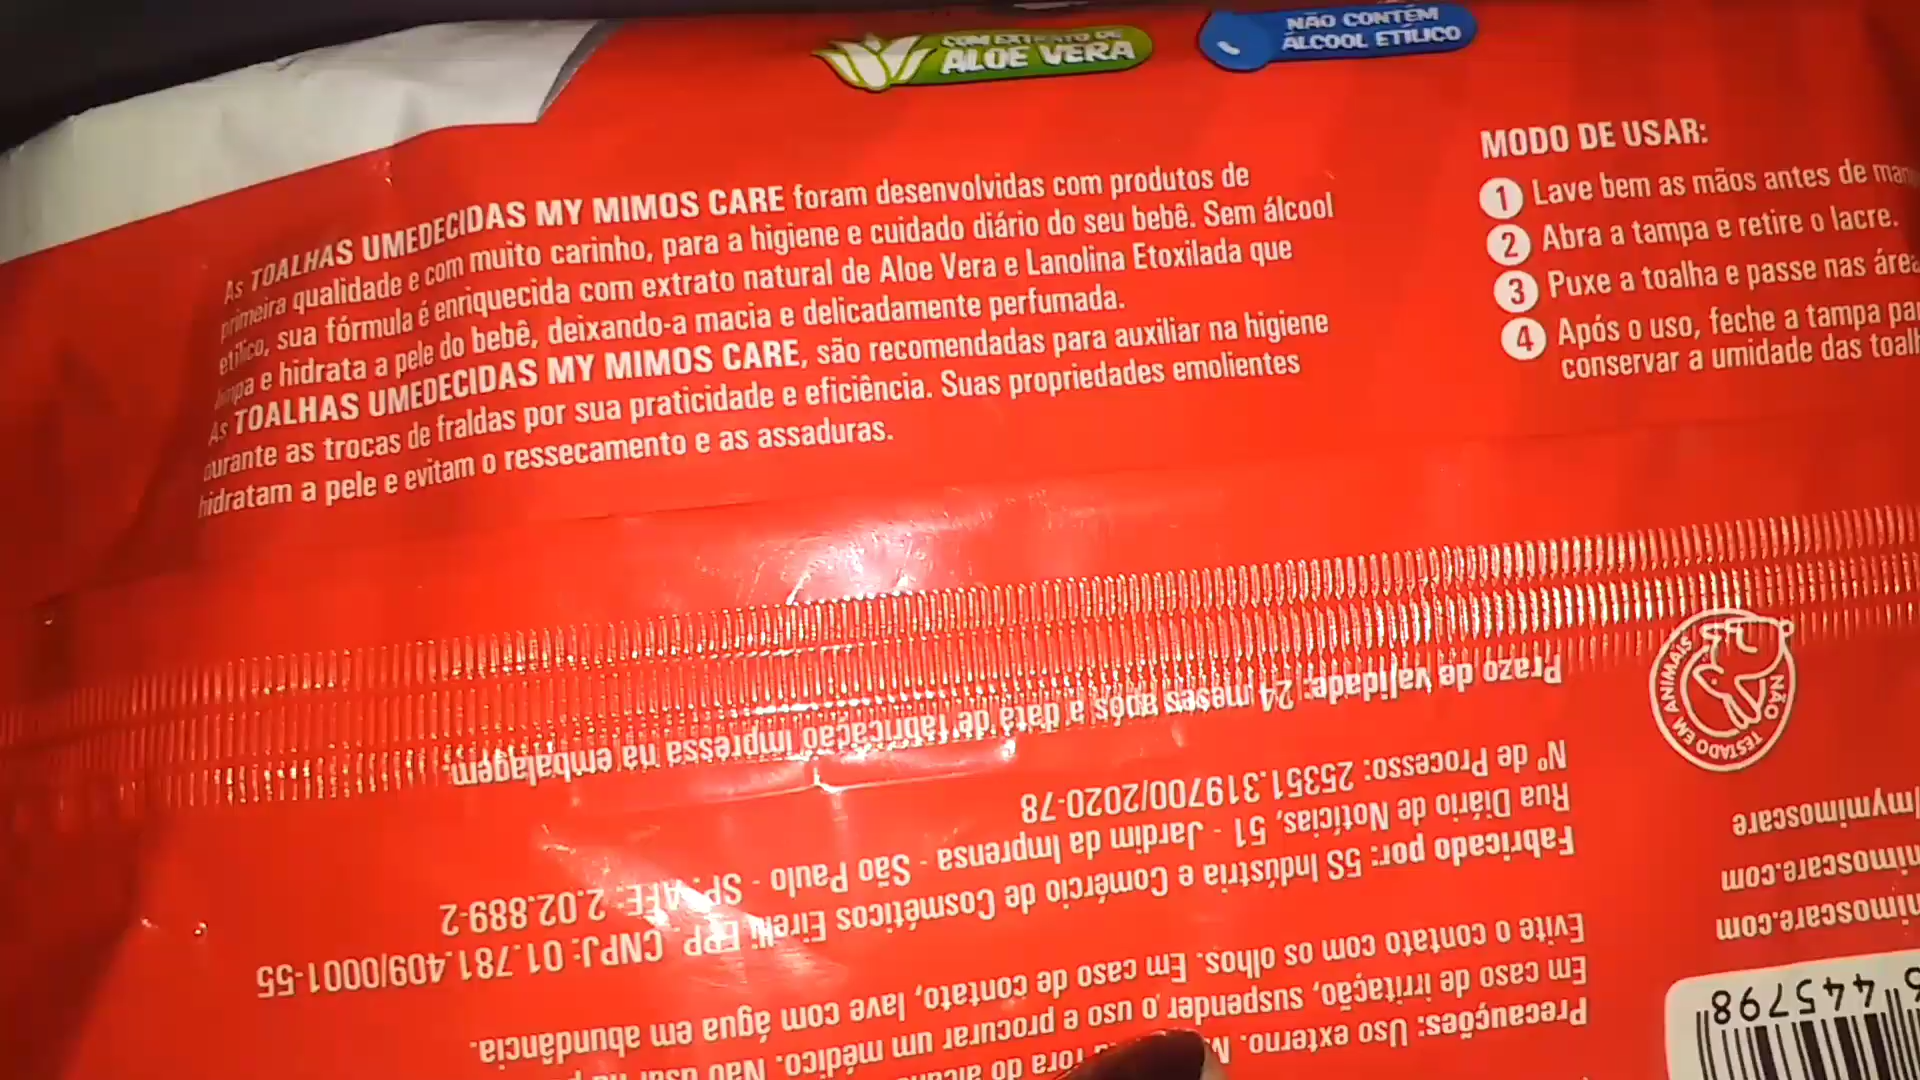 COM EXTRATO DE
ALOE VERA
NÃO CONTÉM
ÁLCOOL ETÍLICO
As TOALHAS UMEDECIDAS MY MIMOS CARE foram desenvolvidas com produtos de
primeira qualidade e com muito carinho, para a higiene e cuidado diário do seu bebê. Sem álcool
etílico, sua fórmula é enriquecida com extrato natural de Aloe Vera e Lanolina Etoxilada que
limpa e hidrata a pele do bebê, deixando-a macia e delicadamente perfumada.
As TOALHAS UMEDECIDAS MY MIMOS CARE, são recomendadas para auxiliar na higiene
durante as trocas de fraldas por sua praticidade e eficiência. Suas propriedades emolientes
hidratam a pele e evitam o ressecamento e as assaduras.
MODO DE USAR:
1 Lave bem as mãos antes de
2 Abra a tampa e retire o lacre.
3 Puxe a toalha e passe nas
4 Após o uso, feche a tampa
conservar a umidade das
Precauções: Uso externo. fora do
Em caso de irritação, suspender o uso e procurar um médico. Não usar
Evite o contato com os olhos. Em caso de contato, lave com água em abundância.
Fabricado por: 5S Indústria e Comércio de Cosméticos Eireli EPP. CNPJ: 01.781.409/0001-55
Rua Diário de Notícias, 51 - Jardim da Imprensa - São Paulo - SP. AFE: 2.02.889-2
Nº de Processo: 25351.319700/2020-78
Prazo de validade: 24 meses após a data de fabricação impressa na embalagem.
NÃO TESTADO EM ANIMAIS
445798
imoscare.com
imoscare.com
/mymimoscare